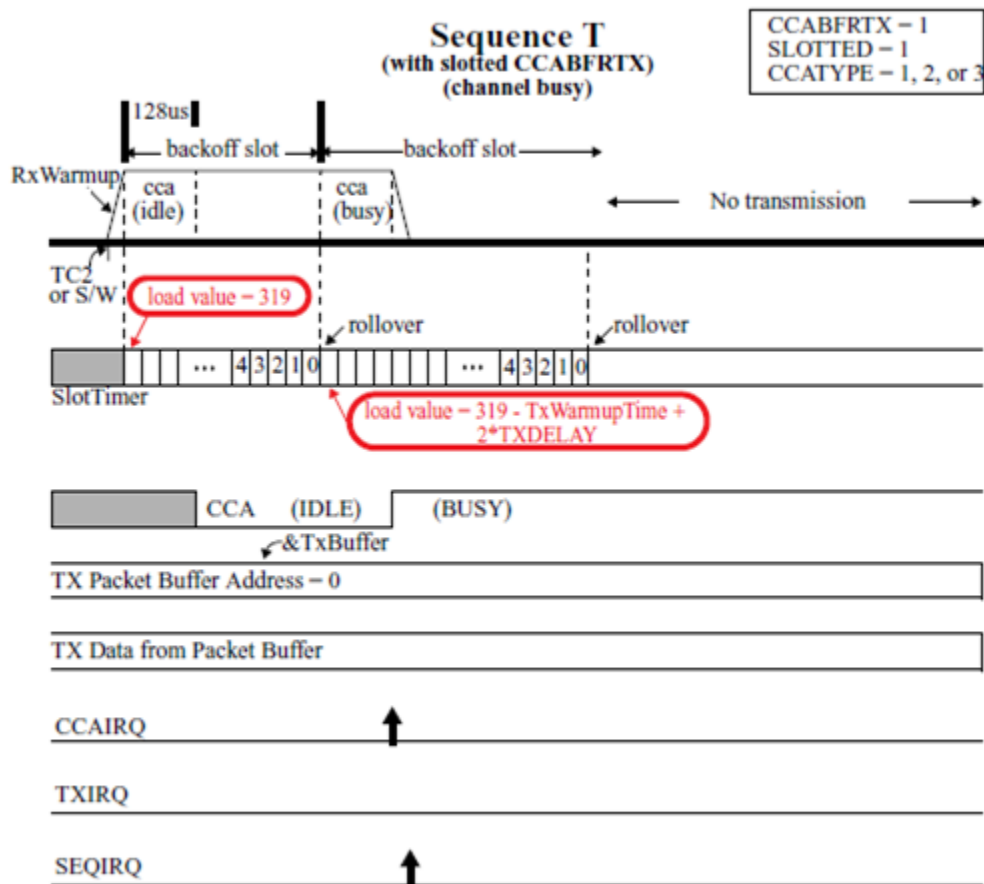 Sequence T
(with slotted CCABFRTX)
(channel busy)
CCABFRTX – 1
SLOTTED – 1
CCATYPE – 1, 2, or 3
128us
backoff slot
backoff slot
RxWarmup
cca
(idle)
cca
(busy)
No transmission
TC2
or S/W
load value – 319
rollover
rollover
... 4 3 2 1 0 ... 4 3 2 1 0
SlotTimer
load value – 319 - TxWarmupTime +
2*TXDELAY
CCA (IDLE) (BUSY)
&TxBuffer
TX Packet Buffer Address – 0
TX Data from Packet Buffer
CCAIRQ
TXIRQ
SEQIRQ